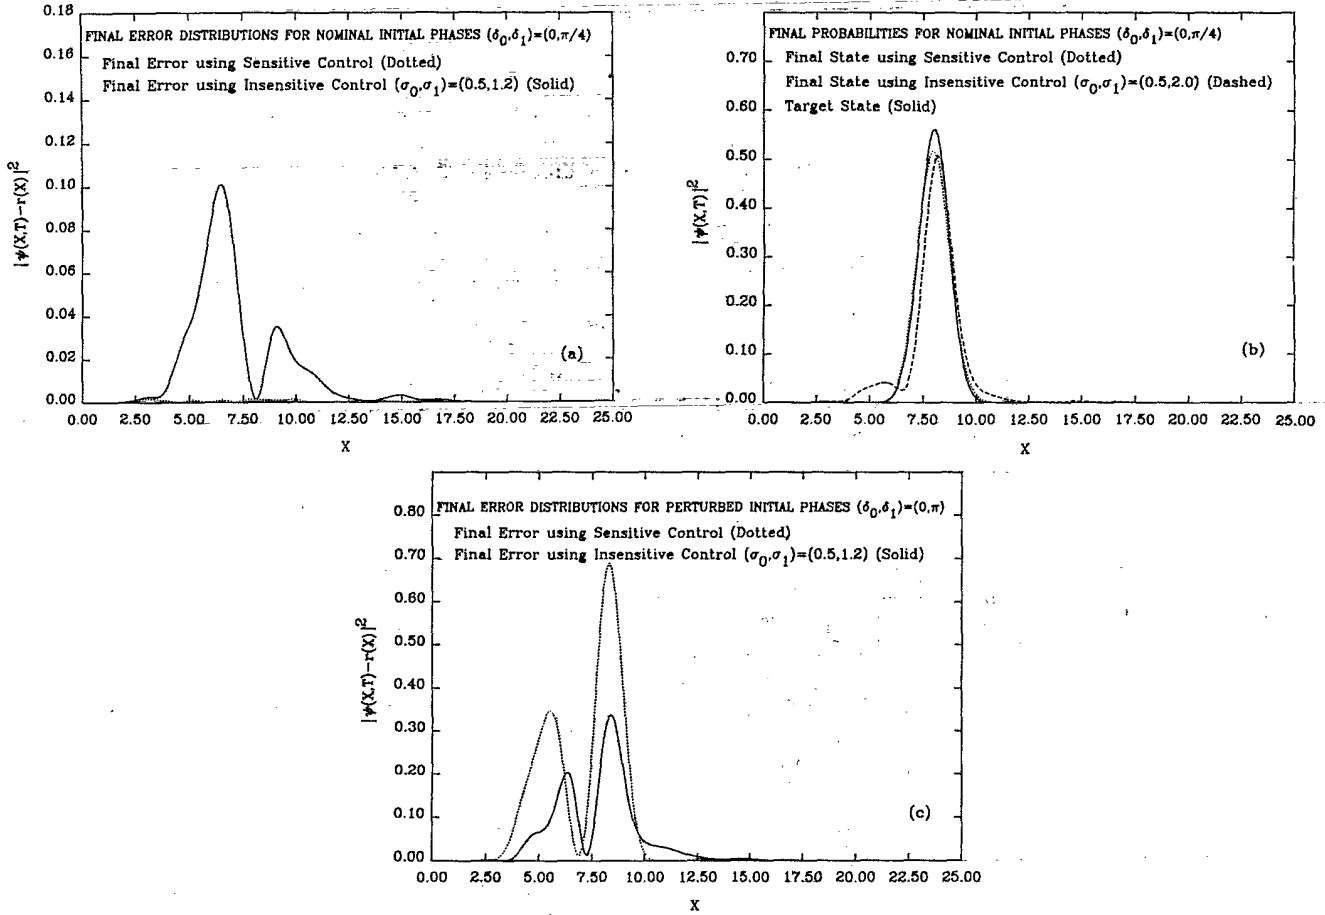 FINAL ERROR DISTRIBUTIONS FOR NOMINAL INITIAL PHASES (δ0,δ1)=(0,π/4)
Final Error using Sensitive Control (Dotted)
Final Error using Insensitive Control (σ0,σ1)=(0.5,1.2) (Solid)
0.18
0.16
0.14
0.12
0.10
0.08
0.06
0.04
0.02
0.00
|ψ(X,T)-r(X)|²
(a)
0.00 2.50 5.00 7.50 10.00 12.50 15.00 17.50 20.00 22.50 25.00
X
FINAL PROBABILITIES FOR NOMINAL INITIAL PHASES (δ0,δ1)=(0,π/4)
Final State using Sensitive Control (Dotted)
Final State using Insensitive Control (σ0,σ1)=(0.5,2.0) (Dashed)
Target State (Solid)
0.70
0.60
0.50
0.40
0.30
0.20
0.10
0.00
|ψ(X,T)|²
(b)
0.00 2.50 5.00 7.50 10.00 12.50 15.00 17.50 20.00 22.50 25.00
X
FINAL ERROR DISTRIBUTIONS FOR PERTURBED INITIAL PHASES (δ0,δ1)=(0,π)
Final Error using Sensitive Control (Dotted)
Final Error using Insensitive Control (σ0,σ1)=(0.5,1.2) (Solid)
0.80
0.70
0.60
0.50
0.40
0.30
0.20
0.10
0.00
|ψ(X,T)-r(X)|²
(c)
0.00 2.50 5.00 7.50 10.00 12.50 15.00 17.50 20.00 22.50 25.00
X